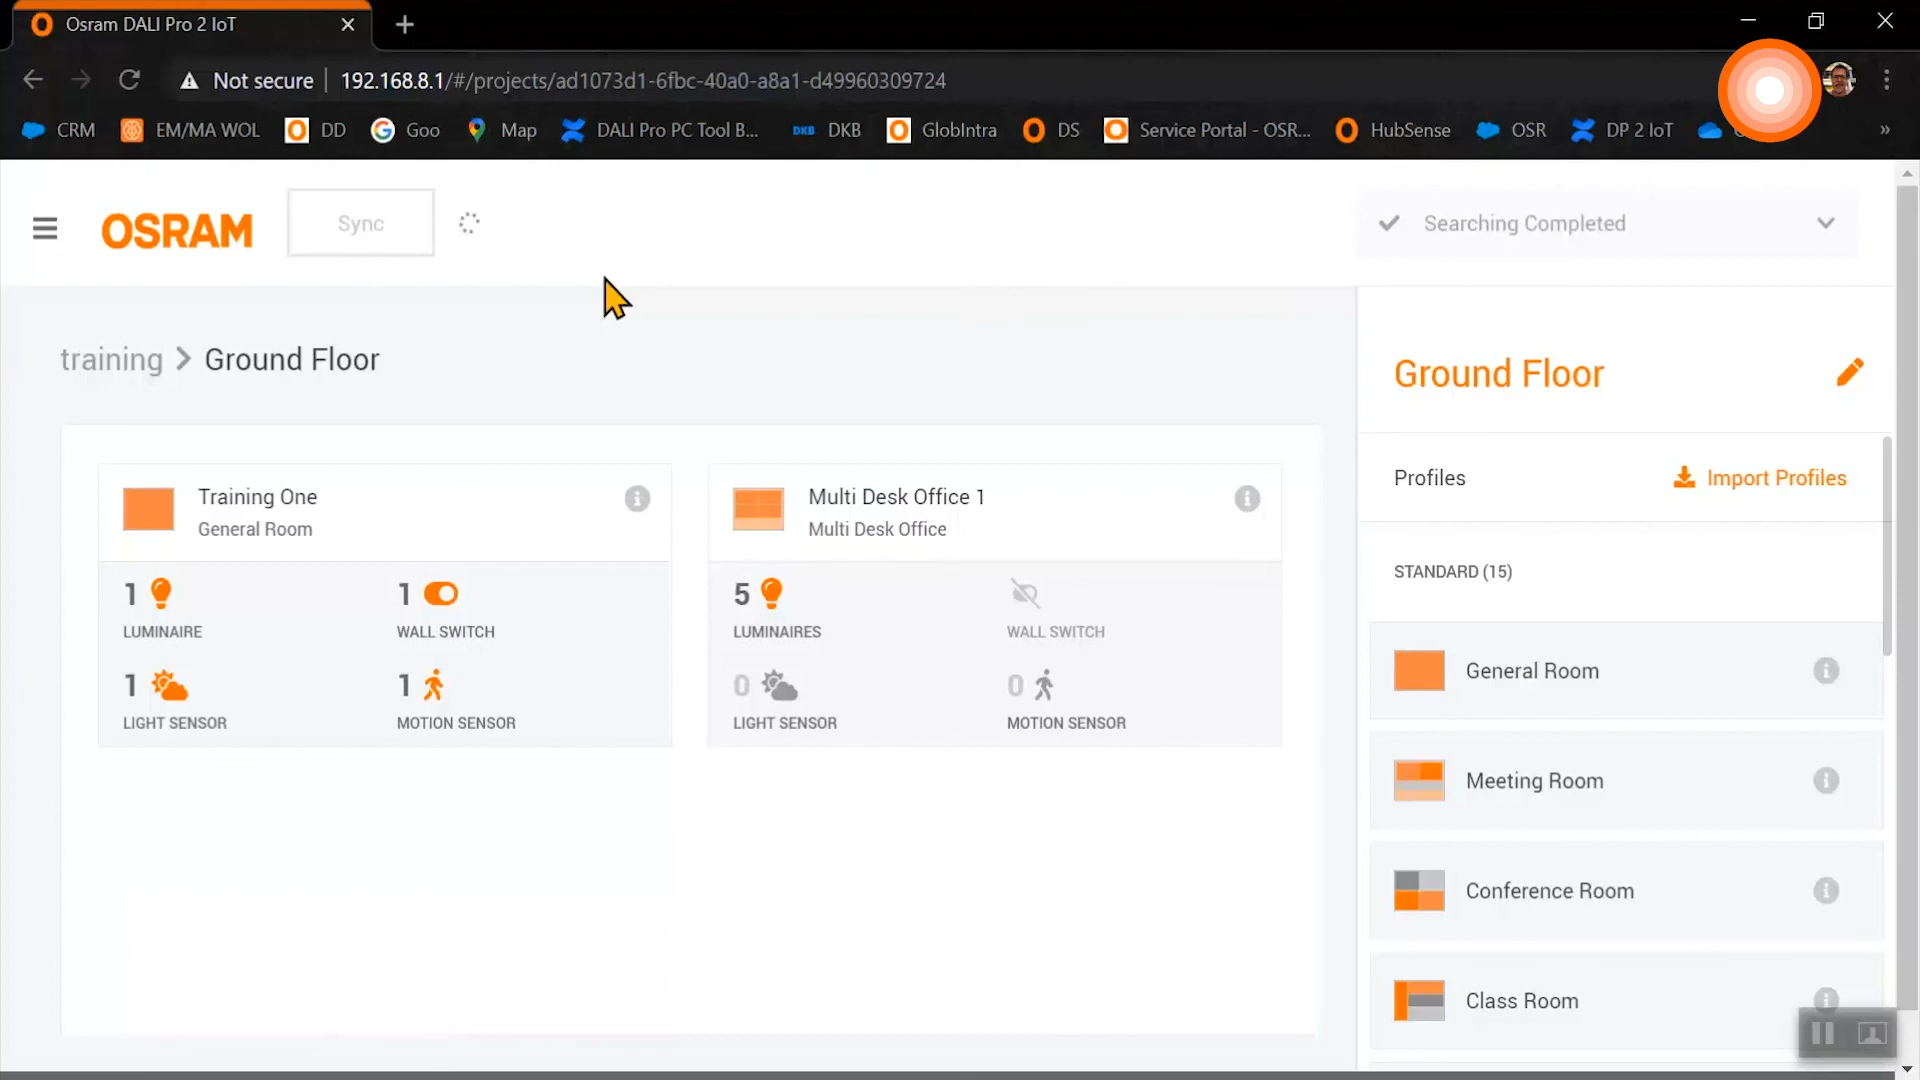 Osram DALI Pro 2 IoT
Not secure 192.168.8.1/#/projects/ad1073d1-6fbc-40a0-a8a1-d49960309724
CRM EM/MA WOL DD Goo Map DALI Pro PC Tool B... DKB DKB GlobIntra DS Service Portal - OSR... HubSense OSR DP 2 IoT
OSRAM Sync Searching Completed
training Ground Floor
Ground Floor
Profiles Import Profiles
STANDARD (15)
Training One
General Room
1
LUMINAIRE
1
WALL SWITCH
1
LIGHT SENSOR
1
MOTION SENSOR
Multi Desk Office 1
Multi Desk Office
5
LUMINAIRES
WALL SWITCH
0
LIGHT SENSOR
0
MOTION SENSOR
General Room
Meeting Room
Conference Room
Class Room